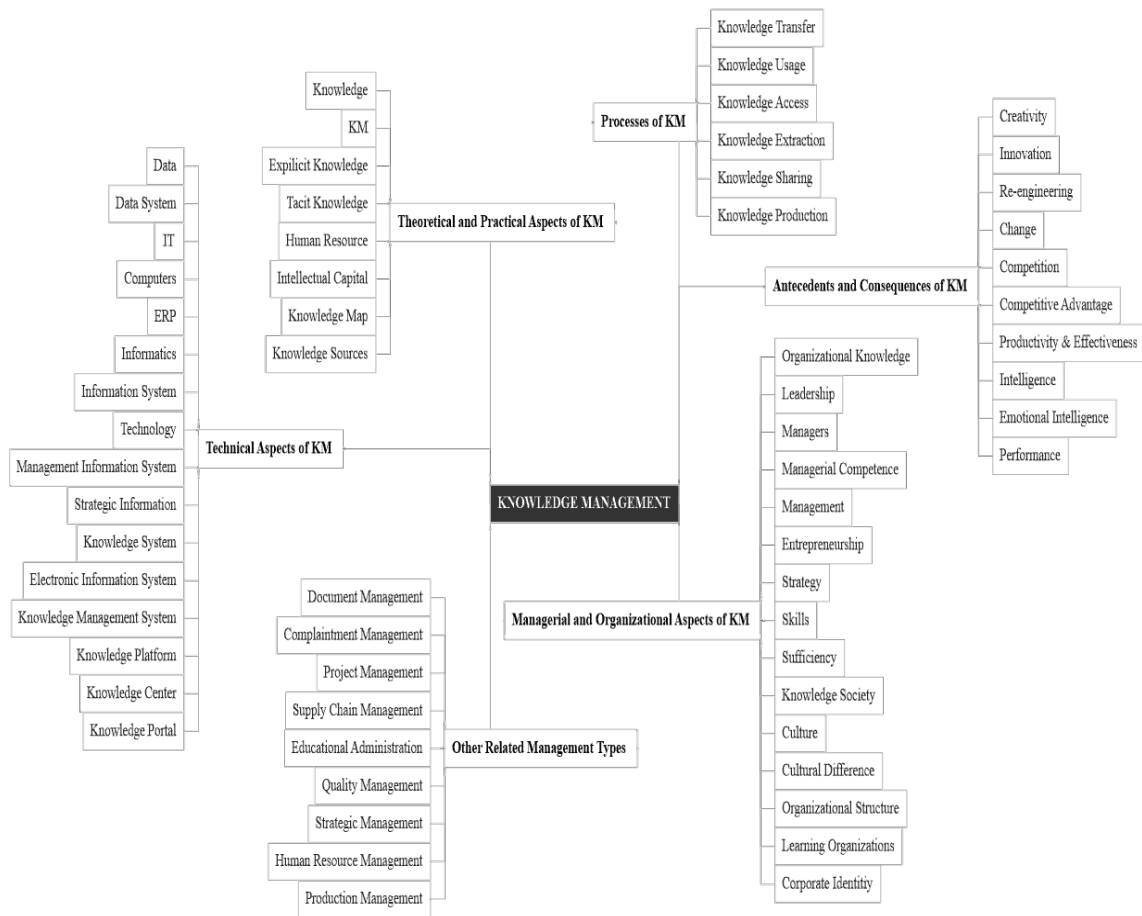 Knowledge
KM
Expilicit Knowledge
Tacit Knowledge
Human Resource
Intellectual Capital
Knowledge Map
Knowledge Sources
Theoretical and Practical Aspects of KM
Data
Data System
IT
Computers
ERP
Informatics
Information System
Technology
Management Information System
Strategic Information
Knowledge System
Electronic Information System
Knowledge Management System
Knowledge Platform
Knowledge Center
Knowledge Portal
Technical Aspects of KM
KNOWLEDGE MANAGEMENT
Document Management
Complaintment Management
Project Management
Supply Chain Management
Educational Administration
Quality Management
Strategic Management
Human Resource Management
Production Management
Other Related Management Types
Processes of KM
Knowledge Transfer
Knowledge Usage
Knowledge Access
Knowledge Extraction
Knowledge Sharing
Knowledge Production
Antecedents and Consequences of KM
Creativity
Innovation
Re-engineering
Change
Competition
Competitive Advantage
Productivity & Effectiveness
Intelligence
Emotional Intelligence
Performance
Managerial and Organizational Aspects of KM
Organizational Knowledge
Leadership
Managers
Managerial Competence
Management
Entrepreneurship
Strategy
Skills
Sufficiency
Knowledge Society
Culture
Cultural Difference
Organizational Structure
Learning Organizations
Corporate Identitiy